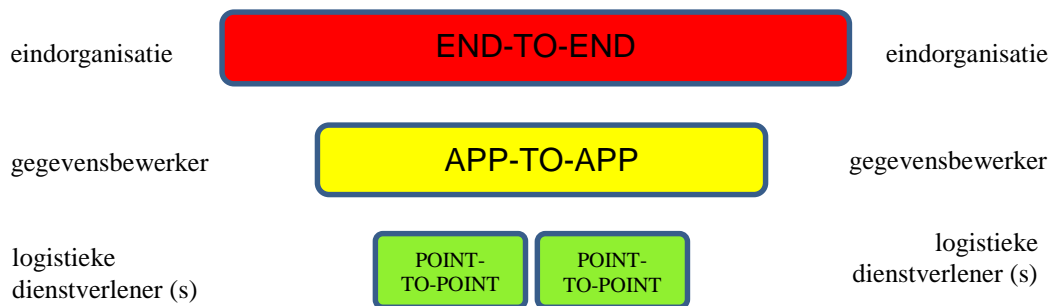 eindorganisatie
END-TO-END
eindorganisatie
gegevensbewerker
APP-TO-APP
gegevensbewerker
logistieke
dienstverlener (s)
POINT-
TO-POINT
POINT-
TO-POINT
logistieke
dienstverlener (s)